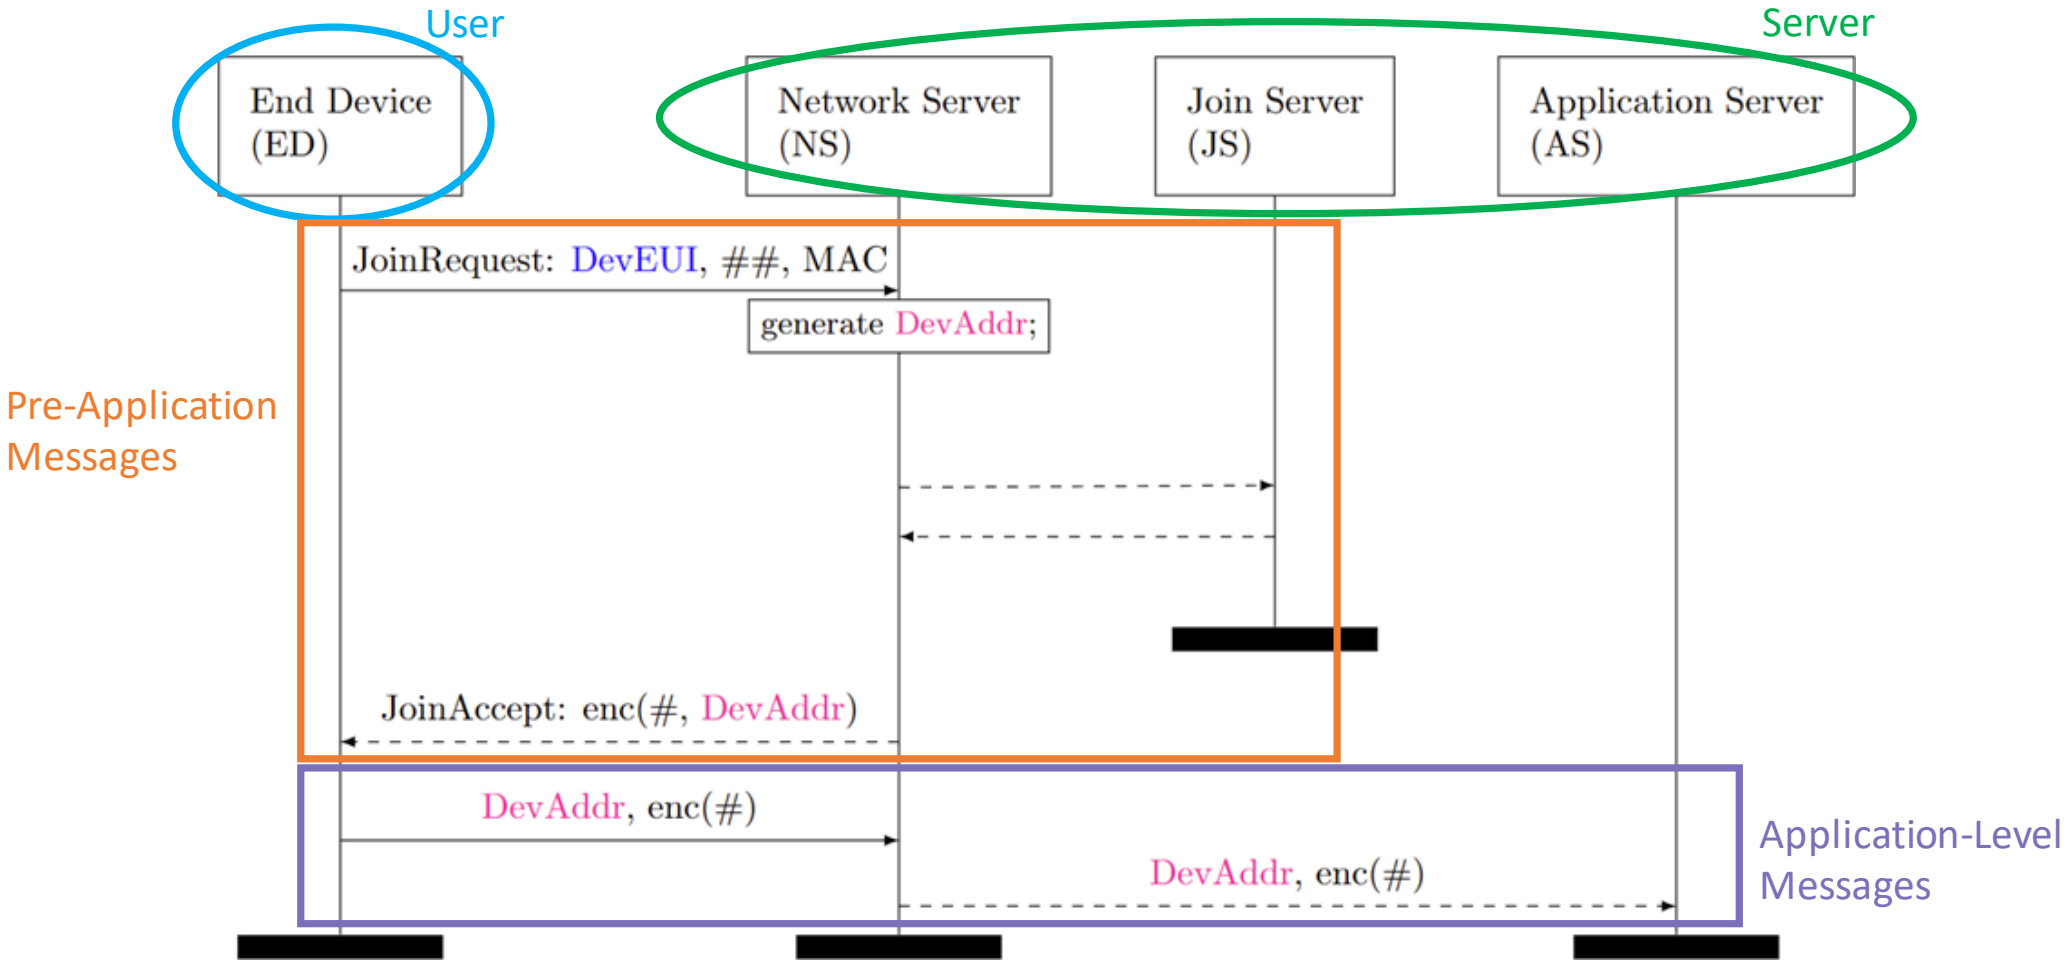 User
Server
End Device
(ED)
Network Server
(NS)
Join Server
(JS)
Application Server
(AS)
JoinRequest: DevEUI, ##, MAC
generate DevAddr;
Pre-Application
Messages
JoinAccept: enc(#, DevAddr)
DevAddr, enc(#)
DevAddr, enc(#)
Application-Level
Messages